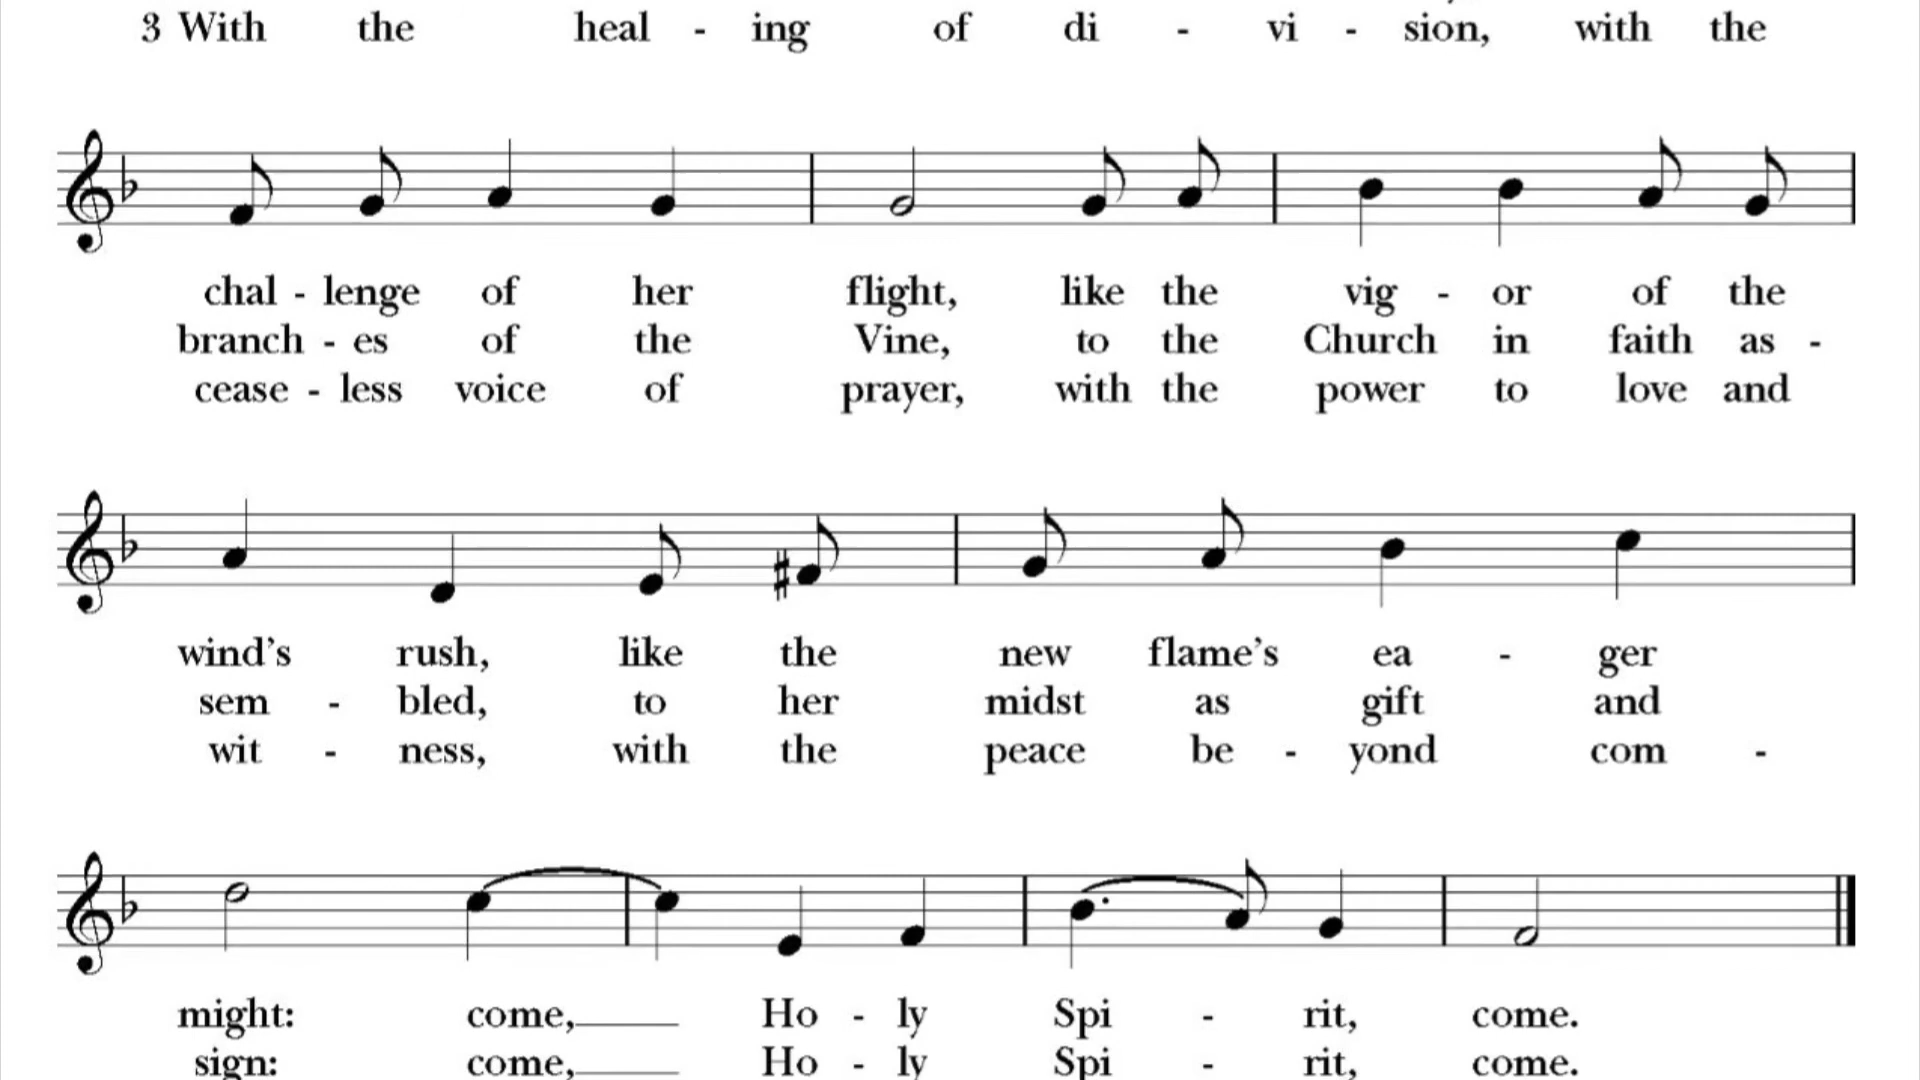 3 With the heal - ing of di - vi - sion, with the
chal - lenge of her flight, like the vig - or of the
branch - es of the Vine, to the Church in faith as -
cease - less voice of prayer, with the power to love and
wind's rush, like the new flame's ea - ger
sem - bled, to her midst as gift and
wit - ness, with the peace be - yond com -
might: come, Ho - ly Spi - rit, come.
sign: come, Ho - ly Spi - rit, come.